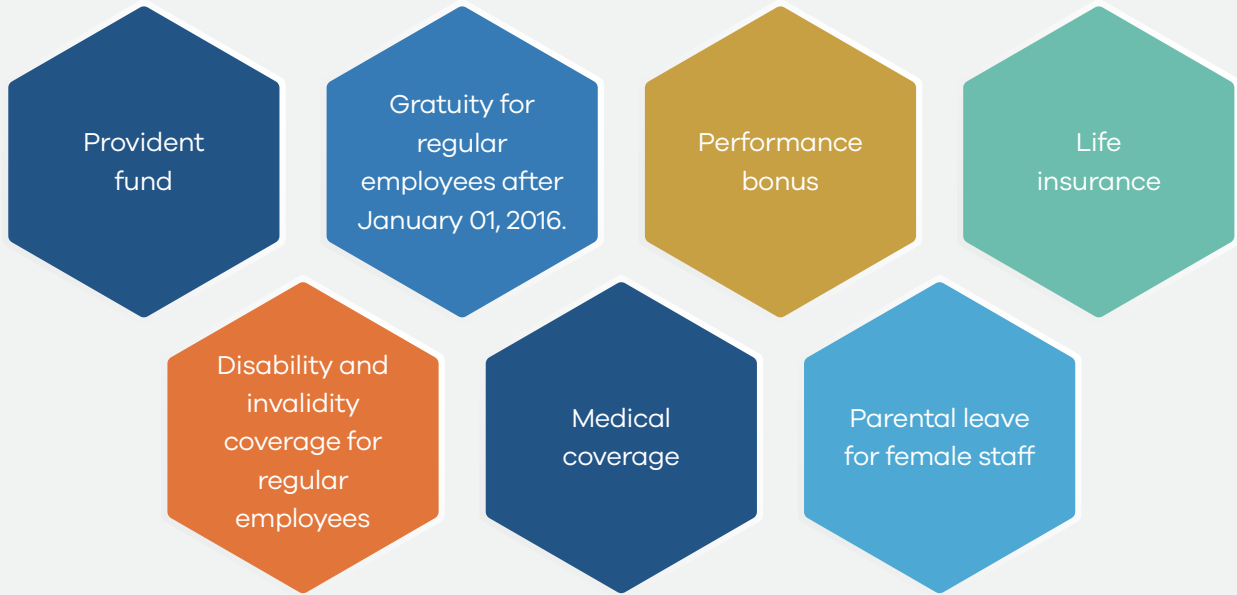 Provident
fund
Gratuity for
regular
employees after
January 01, 2016.
Performance
bonus
Life
insurance
Disability and
invalidity
coverage for
regular
employees
Medical
coverage
Parental leave
for female staff